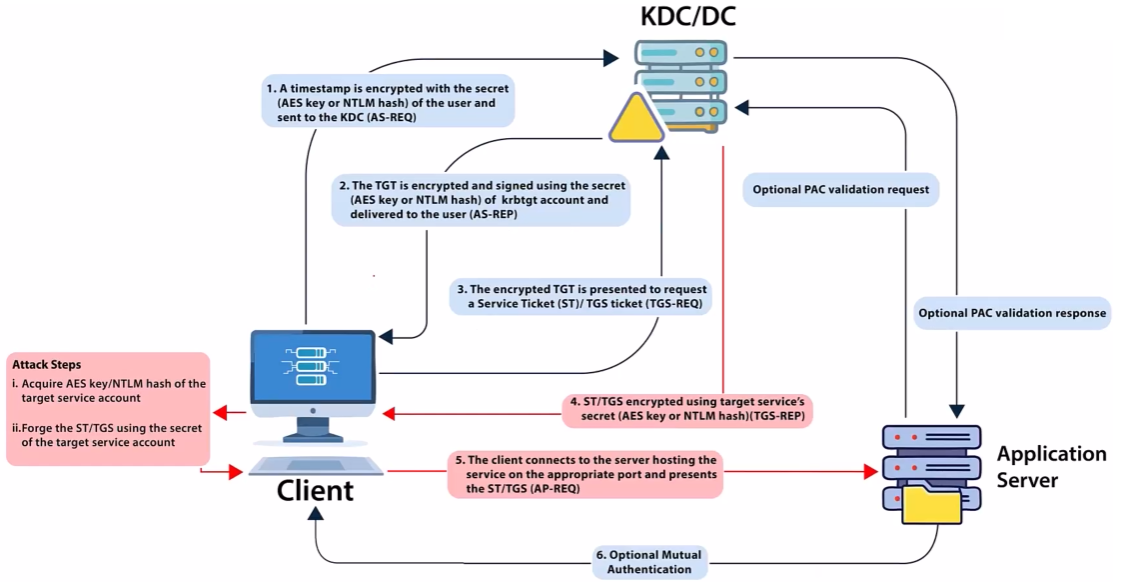 KDC/DC
1. A timestamp is encrypted with the secret
(AES key or NTLM hash) of the user and
sent to the KDC (AS-REQ)
2. The TGT is encrypted and signed using the secret
(AES key or NTLM hash) of krbtgt account and
delivered to the user (AS-REP)
Optional PAC validation request
3. The encrypted TGT is presented to request
a Service Ticket (ST)/ TGS ticket (TGS-REQ)
Optional PAC validation response
Attack Steps
i. Acquire AES key/NTLM hash of the
target service account
ii.Forge the ST/TGS using the secret
of the target service account
4. ST/TGS encrypted using target service's
secret (AES key or NTLM hash)(TGS-REP)
5. The client connects to the server hosting the
service on the appropriate port and presents
the ST/TGS (AP-REQ)
Client
Application
Server
6. Optional Mutual
Authentication